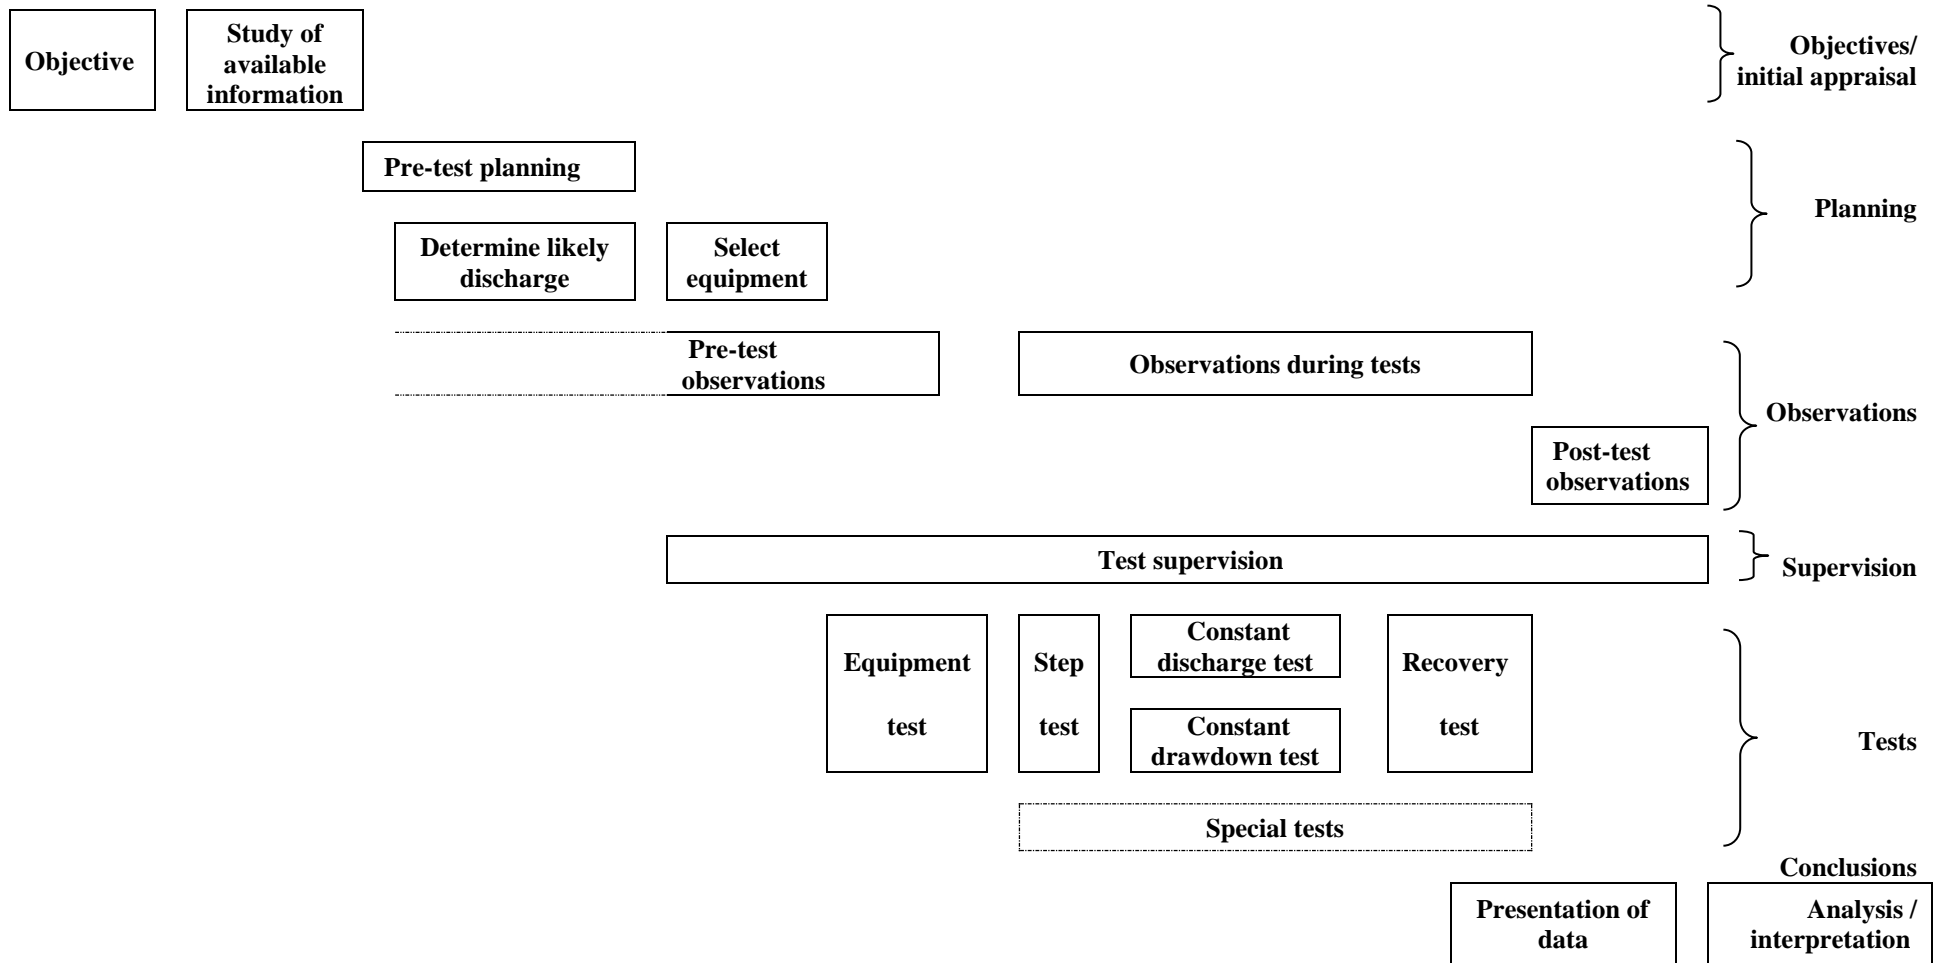 Objective
Study of
available
information
Objectives/
initial appraisal
Pre-test planning
Planning
Determine likely
discharge
Select
equipment
Pre-test
observations
Observations during tests
Observations
Post-test
observations
Test supervision
Supervision
Equipment
test
Step
test
Constant
discharge test
Constant
drawdown test
Recovery
test
Tests
Special tests
Conclusions
Presentation of
data
Analysis /
interpretation